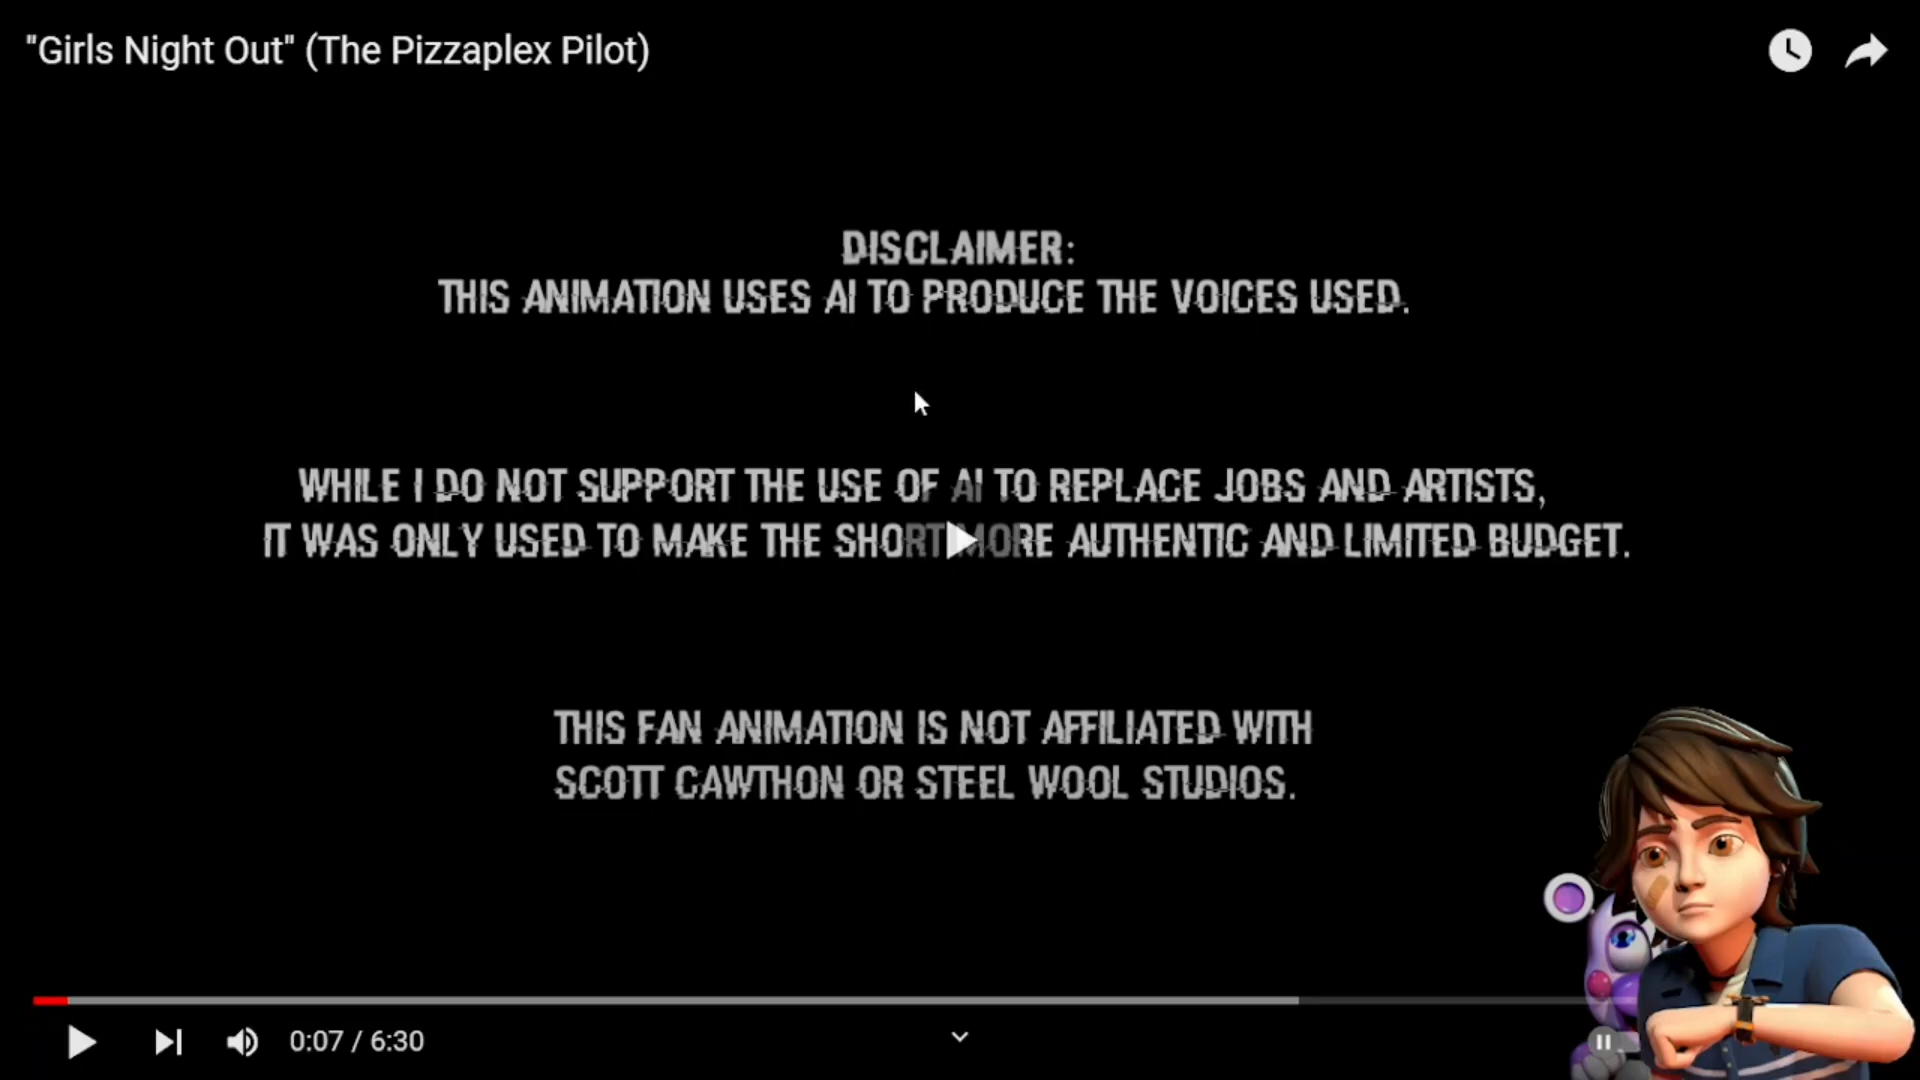 "Girls Night Out" (The Pizzaplex Pilot)
DISCLAIMER:
THIS ANIMATION USES AI TO PRODUCE THE VOICES USED.
WHILE I DO NOT SUPPORT THE USE OF AI TO REPLACE JOBS AND ARTISTS,
IT WAS ONLY USED TO MAKE THE SHORT MORE AUTHENTIC AND LIMITED BUDGET.
THIS FAN ANIMATION IS NOT AFFILIATED WITH
SCOTT CAWTHON OR STEEL WOOL STUDIOS.
0:07 / 6:30